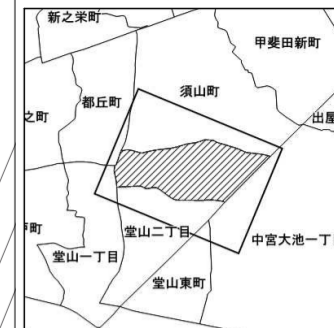 新之栄町
甲斐田新町
須山町
都丘町
出屋
之町
堂山二丁目
中宮大池一丁
堂山一丁目
堂山東町